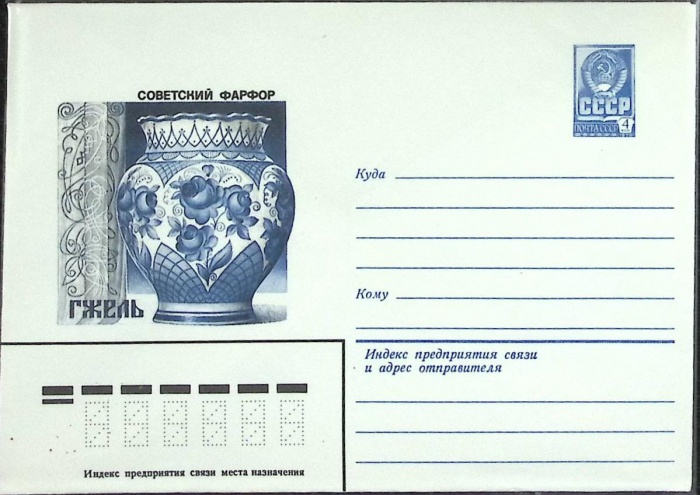 СОВЕТСКИЙ ФАРФОР
ГЖЕЛЬ
СССР
ПОЧТА СССР 4
Куда
Кому
Индекс предприятия связи
и адрес отправителя
Индекс предприятия связи места назначения